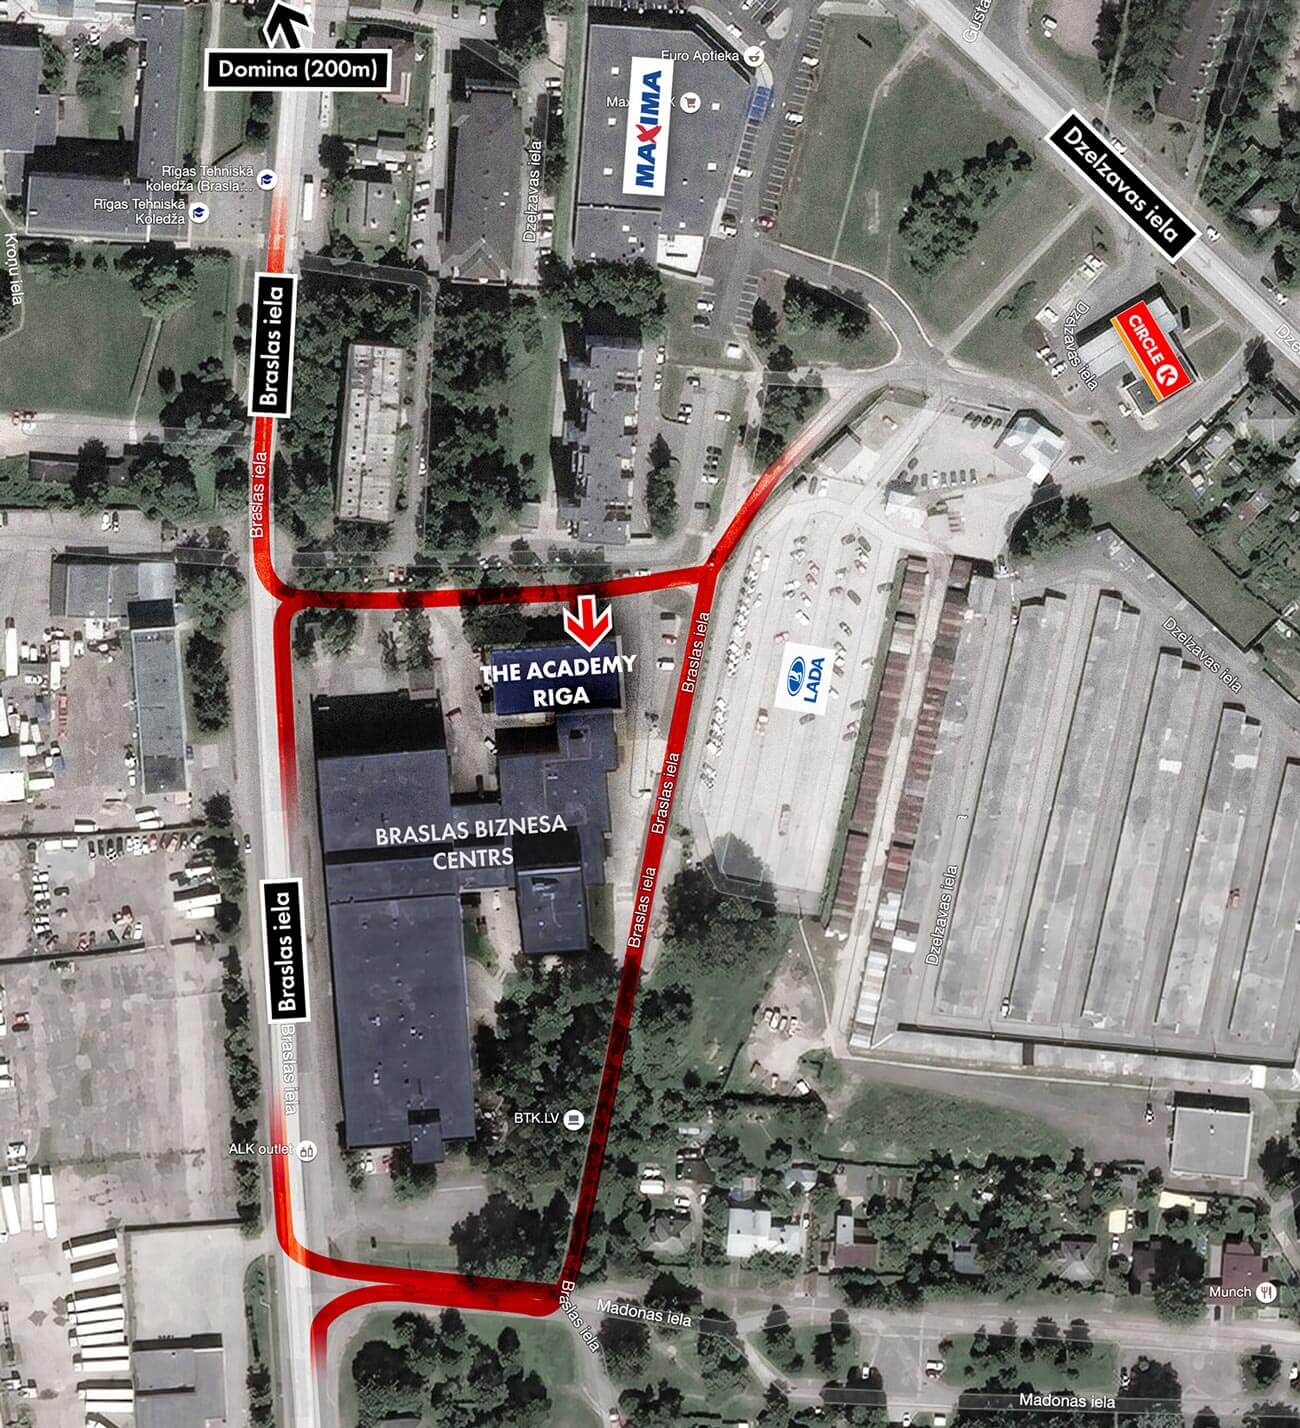 Domina (200m)
Euro Aptieka
MAXIMA
Dzelzavas iela
Dzelzavas iela
Rīgas Tehniskā
koledža (Brasla...
Rīgas Tehniskā
Koledža
Kroņu iela
Braslas iela
Dzelzavas iela
CIRCLE K
Braslas iela
THE ACADEMY
RIGA
Braslas iela
LADA
Dzelzavas iela
Braslas iela
BRASLAS BIZNESA
CENTRS
Braslas iela
Dzelzavas iela
Braslas iela
Braslas iela
BTK.LV
ALK outlet
Braslas iela
Madonas iela
Munch
Madonas iela